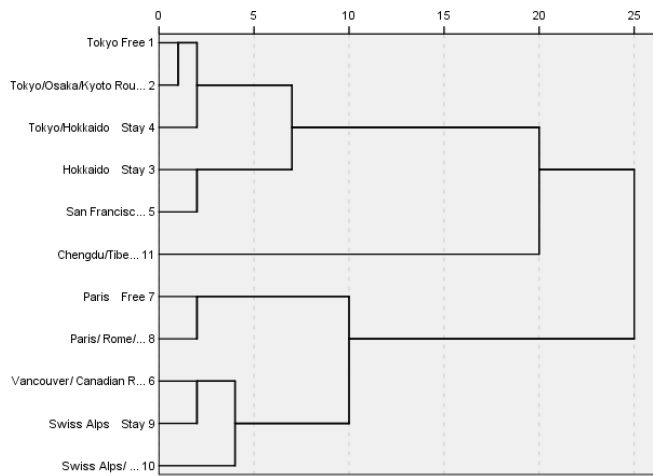 0 5 10 15 20 25
Tokyo Free 1
Tokyo/Osaka/Kyoto Rou... 2
Tokyo/Hokkaido Stay 4
Hokkaido Stay 3
San Francisc... 5
Chengdu/Tibe... 11
Paris Free 7
Paris/ Rome/... 8
Vancouver/ Canadian R... 6
Swiss Alps Stay 9
Swiss Alps/ ... 10